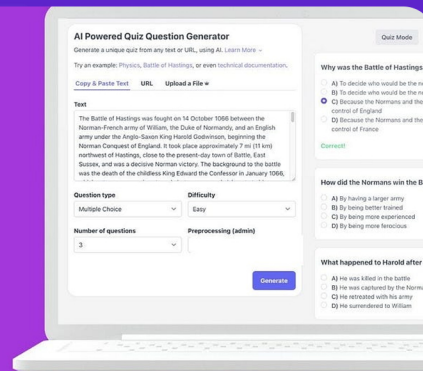 AI Powered Quiz Question Generator
Generate a unique quiz from any text or URL, using AI. Learn More
Try an example: Physics, Battle of Hastings, or even technical documentation.
Copy & Paste Text URL Upload a File
Text
The Battle of Hastings was fought on 14 October 1066 between the
Norman-French army of William, the Duke of Normandy, and an English
army under the Anglo-Saxon King Harold Godwinson, beginning the
Norman Conquest of England. It took place approximately 7 mi (11 km)
northwest of Hastings, close to the present-day town of Battle, East
Sussex, and was a decisive Norman victory. The background to the battle
was the death of the childless King Edward the Confessor in January 1066,
Question type
Difficulty
Multiple Choice
Easy
Number of questions
Preprocessing (admin)
3
Generate
Quiz Mode
Why was the Battle of Hastings
A) To decide who would be the
B) To decide who would be the
C) Because the Normans and the
control of England
D) Because the Normans and the
control of France
Correct!
How did the Normans win the B
A) By having a larger army
B) By being better trained
C) By being more experienced
D) By being more ferocious
What happened to Harold after
A) He was killed in the battle
B) He was captured by the Norma
C) He retreated with his army
D) He surrendered to William